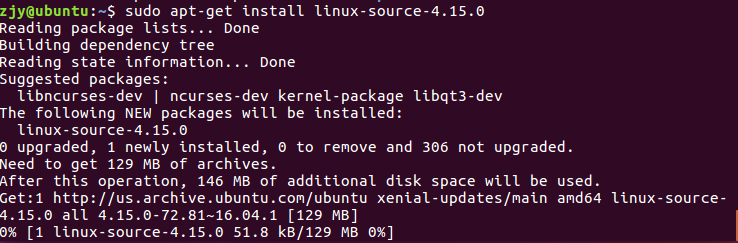 zjy@ubuntu:~$ sudo apt-get install linux-source-4.15.0
Reading package lists... Done
Building dependency tree
Reading state information... Done
Suggested packages:
  libncurses-dev | ncurses-dev kernel-package libqt3-dev
The following NEW packages will be installed:
  linux-source-4.15.0
0 upgraded, 1 newly installed, 0 to remove and 306 not upgraded.
Need to get 129 MB of archives.
After this operation, 146 MB of additional disk space will be used.
Get:1 http://us.archive.ubuntu.com/ubuntu xenial-updates/main amd64 linux-source-
4.15.0 all 4.15.0-72.81~16.04.1 [129 MB]
0% [1 linux-source-4.15.0 51.8 kB/129 MB 0%]